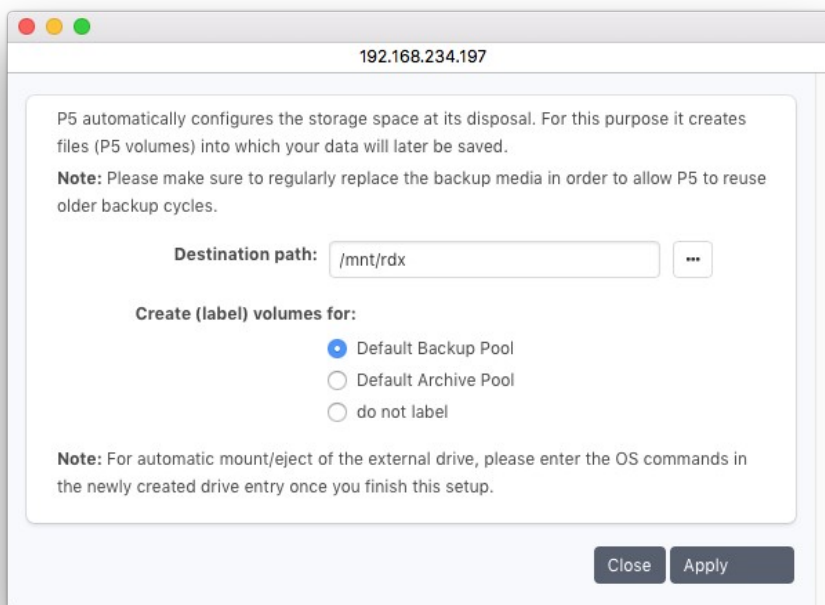 192.168.234.197
P5 automatically configures the storage space at its disposal. For this purpose it creates
files (P5 volumes) into which your data will later be saved.
Note: Please make sure to regularly replace the backup media in order to allow P5 to reuse
older backup cycles.
Destination path: /mnt/rdx ...
Create (label) volumes for:
Default Backup Pool
Default Archive Pool
do not label
Note: For automatic mount/eject of the external drive, please enter the OS commands in
the newly created drive entry once you finish this setup.
Close Apply